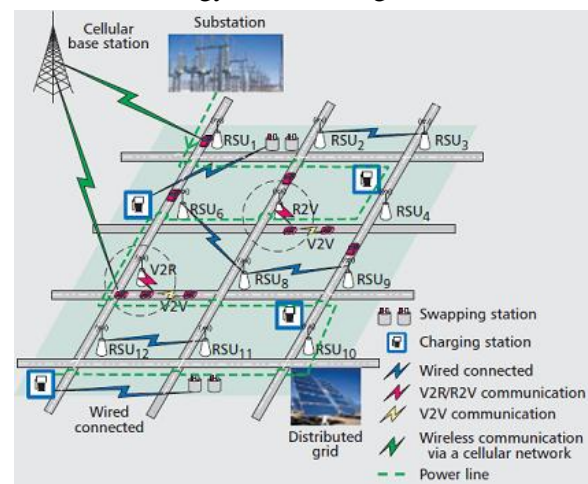 Cellular
base station
Substation
RSU1
RSU2
RSU3
RSU6
R2V
RSU4
V2V
V2R
RSU8
RSU9
V2V
RSU12
RSU11
RSU10
Wired
connected
Distributed
grid
Swapping station
Charging station
Wired connected
V2R/R2V communication
V2V communication
Wireless communication
via a cellular network
Power line